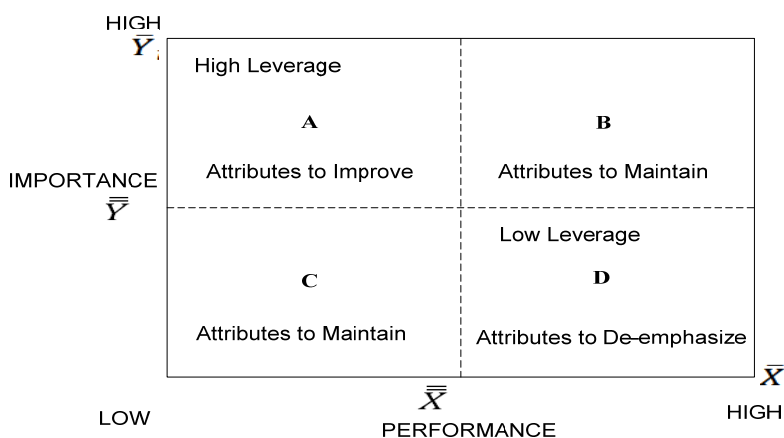 HIGH
Y̅
High Leverage
A
B
IMPORTANCE
Attributes to Improve
Attributes to Maintain
Y̿
Low Leverage
C
D
Attributes to Maintain
Attributes to De-emphasize
X̿
X̅
LOW
HIGH
PERFORMANCE